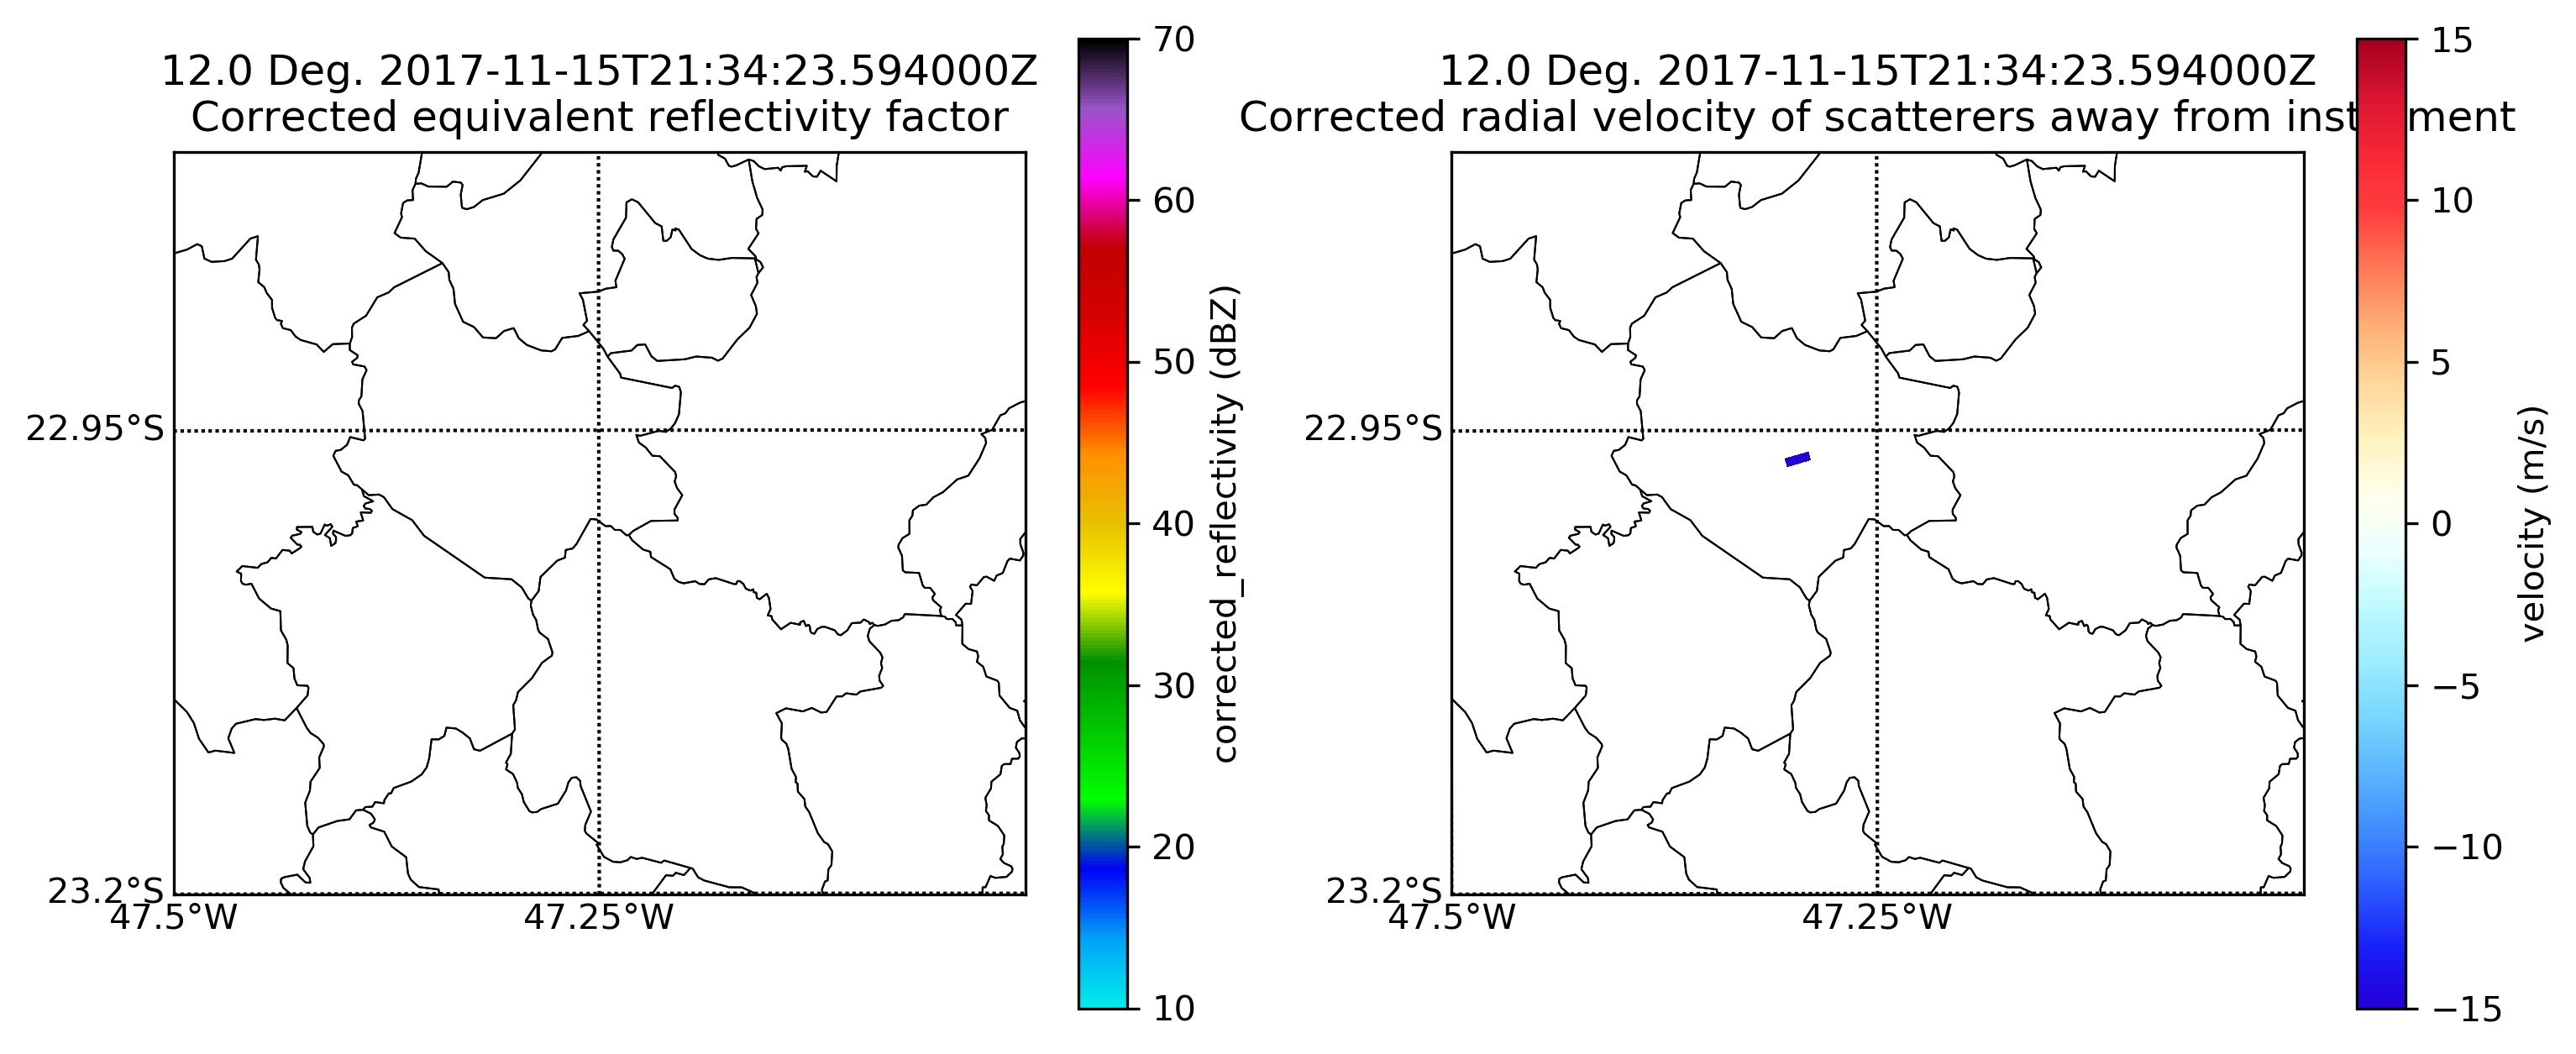 12.0 Deg. 2017-11-15T21:34:23.594000Z
Corrected equivalent reflectivity factor
22.95°S
23.2°S
47.5°W
47.25°W
70
60
50
40
30
20
10
corrected_reflectivity (dBZ)
12.0 Deg. 2017-11-15T21:34:23.594000Z
Corrected radial velocity of scatterers away from
22.95°S
23.2°S
47.5°W
47.25°W
15
10
5
0
−5
−10
−15
velocity (m/s)